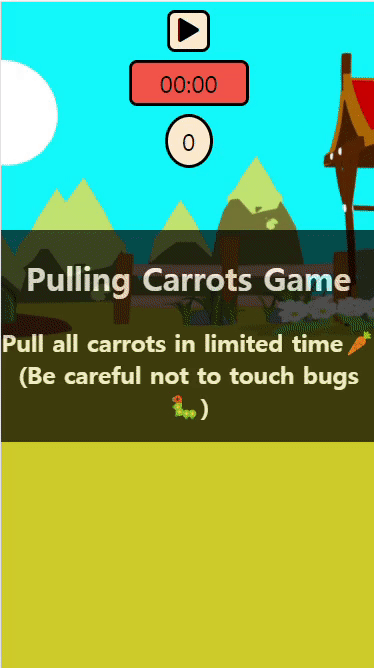 00:00
0
Pulling Carrots Game
Pull all carrots in limited time🥕
(Be careful not to touch bugs
🐛)